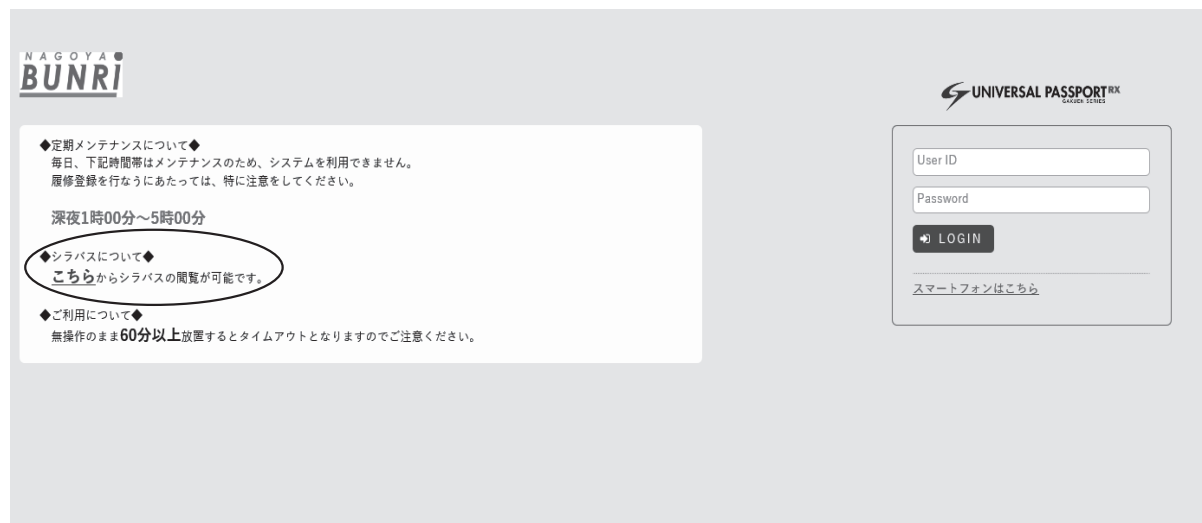 NAGOYA
BUNRi
◆定期メンテナンスについて◆
毎日、下記時間帯はメンテナンスのため、システムを利用できません。
履修登録を行なうにあたっては、特に注意をしてください。
深夜1時00分～5時00分
◆シラバスについて◆
こちらからシラバスの閲覧が可能です。
◆ご利用について◆
無操作のまま60分以上放置するとタイムアウトとなりますのでご注意ください。
UNIVERSAL PASSPORT RX
GAKUEN SERIES
User ID
Password
LOGIN
スマートフォンはこちら